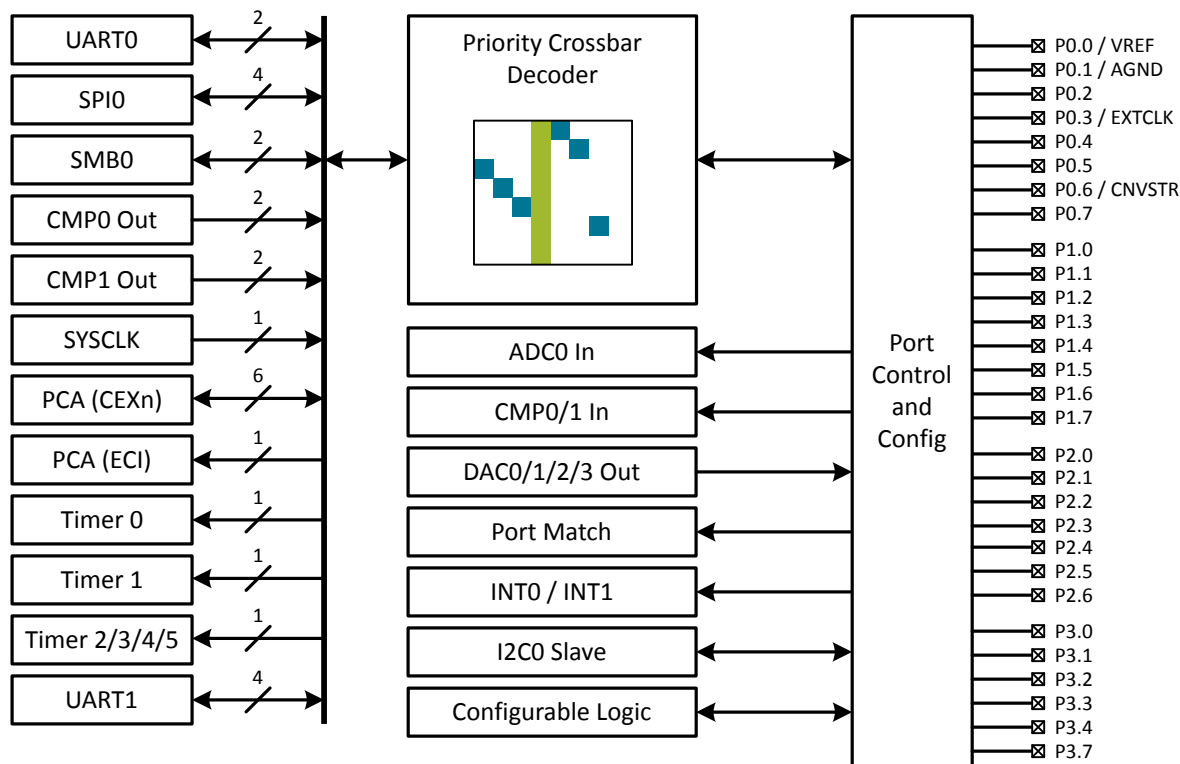 UART0
2
SPI0
4
SMB0
2
CMP0 Out
2
CMP1 Out
2
SYSCLK
1
PCA (CEXn)
6
PCA (ECI)
1
Timer 0
1
Timer 1
1
Timer 2/3/4/5
1
UART1
4
Priority Crossbar
Decoder
ADC0 In
CMP0/1 In
DAC0/1/2/3 Out
Port Match
INT0 / INT1
I2C0 Slave
Configurable Logic
Port
Control
and
Config
P0.0 / VREF
P0.1 / AGND
P0.2
P0.3 / EXTCLK
P0.4
P0.5
P0.6 / CNVSTR
P0.7
P1.0
P1.1
P1.2
P1.3
P1.4
P1.5
P1.6
P1.7
P2.0
P2.1
P2.2
P2.3
P2.4
P2.5
P2.6
P3.0
P3.1
P3.2
P3.3
P3.4
P3.7